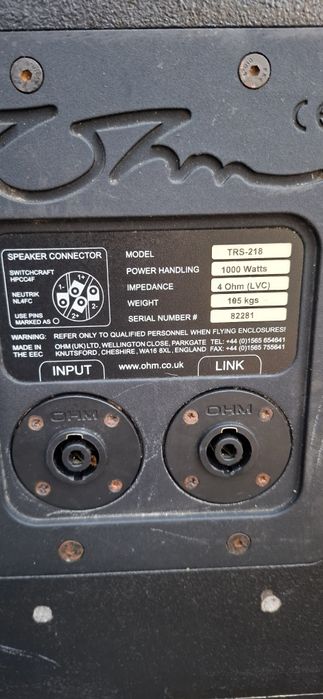 Ohm
CE
SPEAKER CONNECTOR
SWITCHCRAFT
HPCC4F
NEUTRIK
NL4FC
USE PINS
MARKED AS
1+
1-
2-
2+
MODEL TRS-218
POWER HANDLING 1000 Watts
IMPEDANCE 4 Ohm (LVC)
WEIGHT 105 kgs
SERIAL NUMBER # 82281
WARNING: REFER ONLY TO QUALIFIED PERSONNEL WHEN FLYING ENCLOSURES!
MADE IN THE EEC
OHM (UK) LTD, WELLINGTON CLOSE, PARKGATE TEL: +44 (0)1565 654641
KNUTSFORD, CHESHIRE, WA16 8XL, ENGLAND FAX: +44 (0)1565 755641
INPUT www.ohm.co.uk LINK
OHM OHM